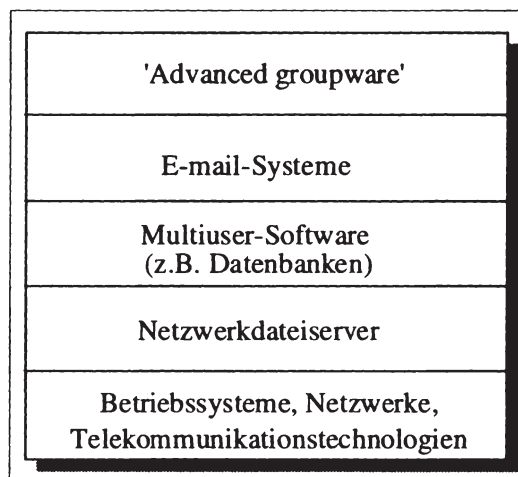 'Advanced groupware'
E-mail-Systeme
Multiuser-Software
(z.B. Datenbanken)
Netzwerkdateiserver
Betriebssysteme, Netzwerke,
Telekommunikationstechnologien